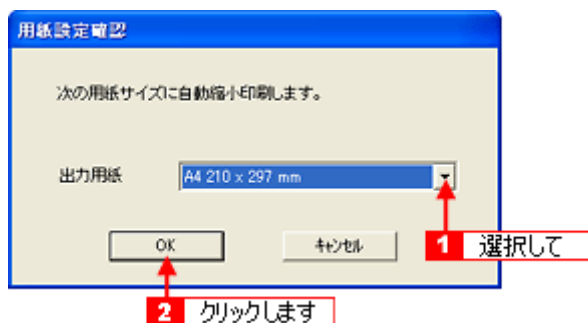 用紙設定確認
次の用紙サイズに自動縮小印刷します。
出力用紙
A4 210 x 297 mm
OK
キャンセル
1 選択して
2 クリックします